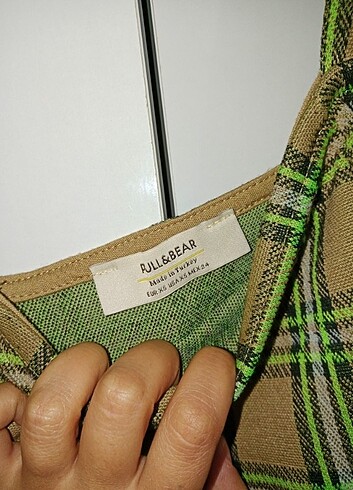 PULL&BEAR
Made in Turkey
EUR XS USA XS MEX 24